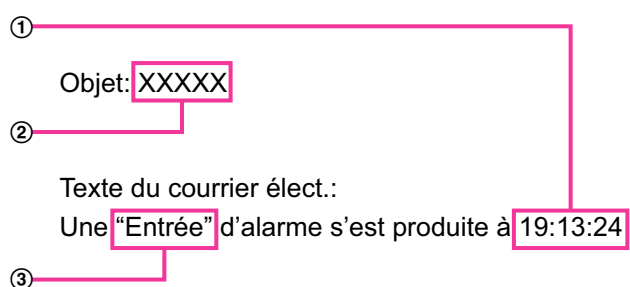 ①
Objet: XXXXX
②
Texte du courrier élect.:
Une “Entrée” d’alarme s’est produite à 19:13:24
③